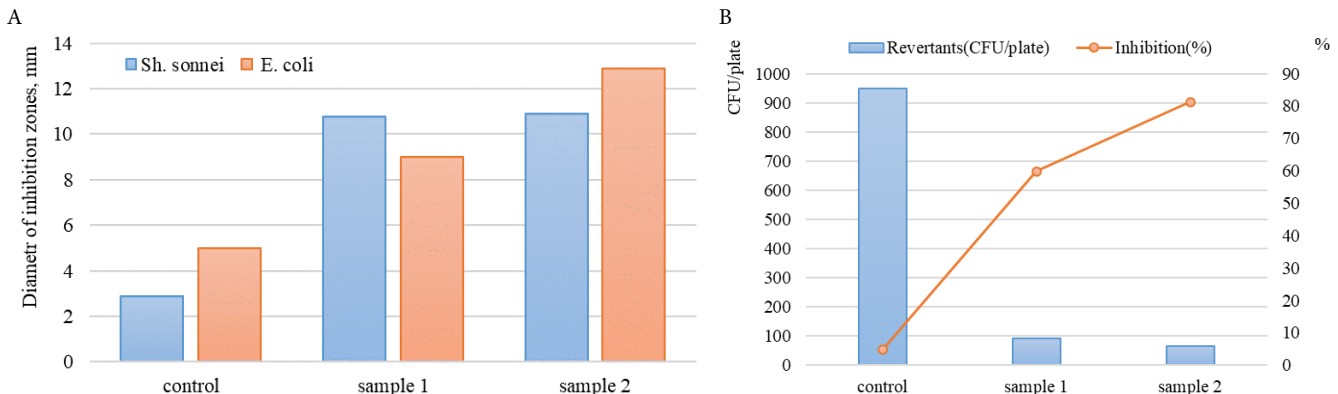 A
Diametr of inhibition zones, mm
14
12
10
8
6
4
2
0
Sh. sonnei
E. coli
control
sample 1
sample 2
B
CFU/plate
Revertants(CFU/plate)
Inhibition(%)
%
1000
900
800
700
600
500
400
300
200
100
0
90
80
70
60
50
40
30
20
10
0
control
sample 1
sample 2